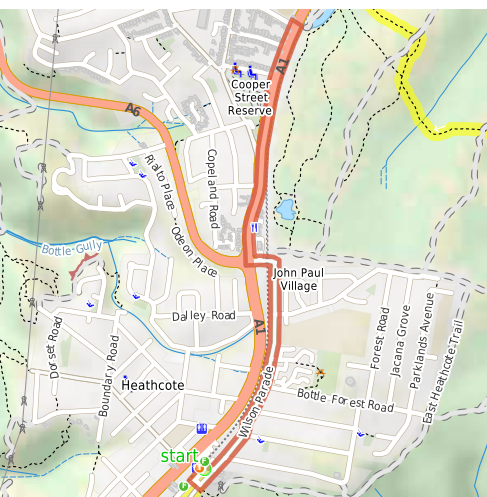 A1
Cooper
Street
Reserve
A6
Rialto Place
Copeland Road
Odeon Place
Bottle Gully
John Paul
Village
Dalley Road
A1
Dorset Road
Boundary Road
Forest Road
Jacana Grove
Parklands Avenue
East Heathcote Trail
Heathcote
Wilson Parade
Bottle Forest Road
start